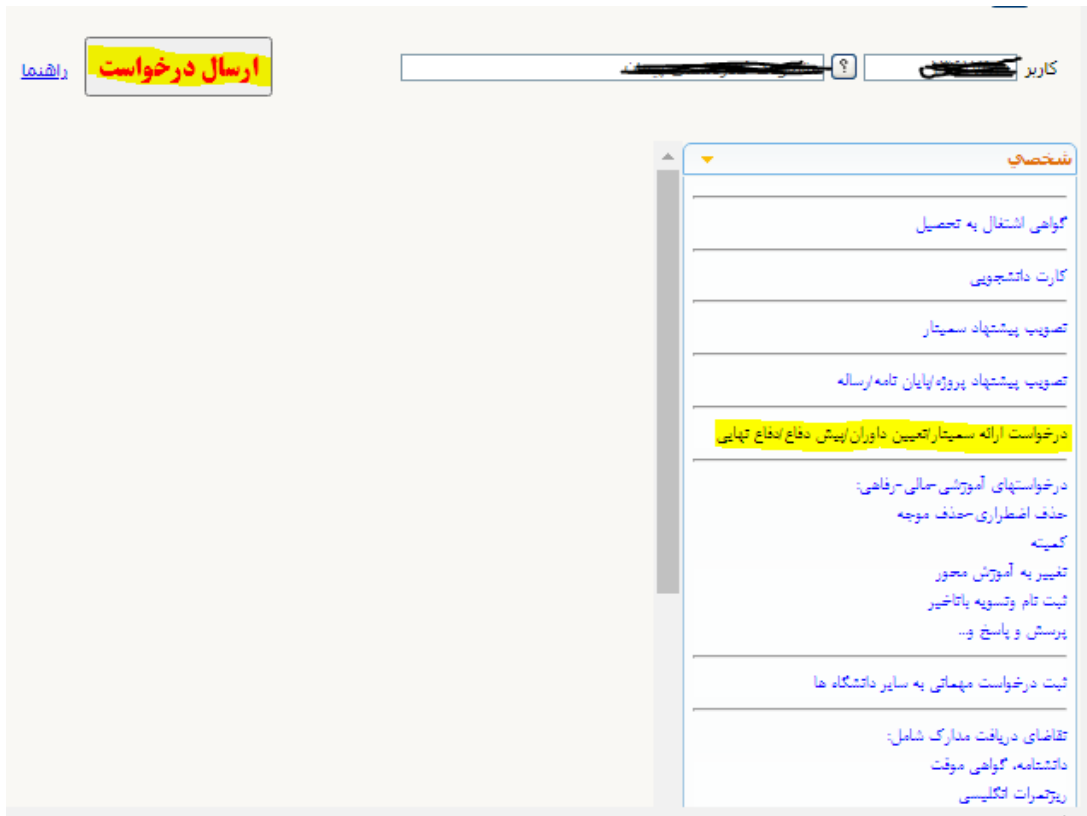 کاربر
?
ارسال درخواست
راهنما
شخصي
گواهی اشتغال به تحصیل
کارت دانشجویی
تصویب پیشنهاد سمینار
تصویب پیشنهاد پروژه/پایان نامه/رساله
درخواست ارائه سمینار/تعیین داوران/پیش دفاع/دفاع نهایی
درخواستهای آموزشی-مالی-رفاهی:
حذف اضطراری-حذف موجه
کمیته
تغییر به آموزش محور
ثبت نام وتسویه باتاخیر
پرسش و پاسخ و...
ثبت درخواست مهمانی به سایر دانشگاه ها
تقاضای دریافت مدارک شامل:
دانشنامه، گواهی موقت
ریزنمرات انگلیسی